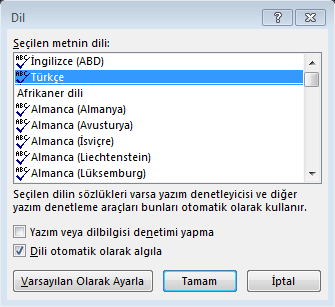 Dil
Seçilen metnin dili:
İngilizce (ABD)
Türkçe
Afrikaner dili
Almanca (Almanya)
Almanca (Avusturya)
Almanca (İsviçre)
Almanca (Liechtenstein)
Almanca (Lüksemburg)
Seçilen dilin sözlükleri varsa yazım denetleyicisi ve diğer
yazım denetleme araçları bunları otomatik olarak kullanır.
Yazım veya dilbilgisi denetimi yapma
Dili otomatik olarak algıla
Varsayılan Olarak Ayarla Tamam İptal